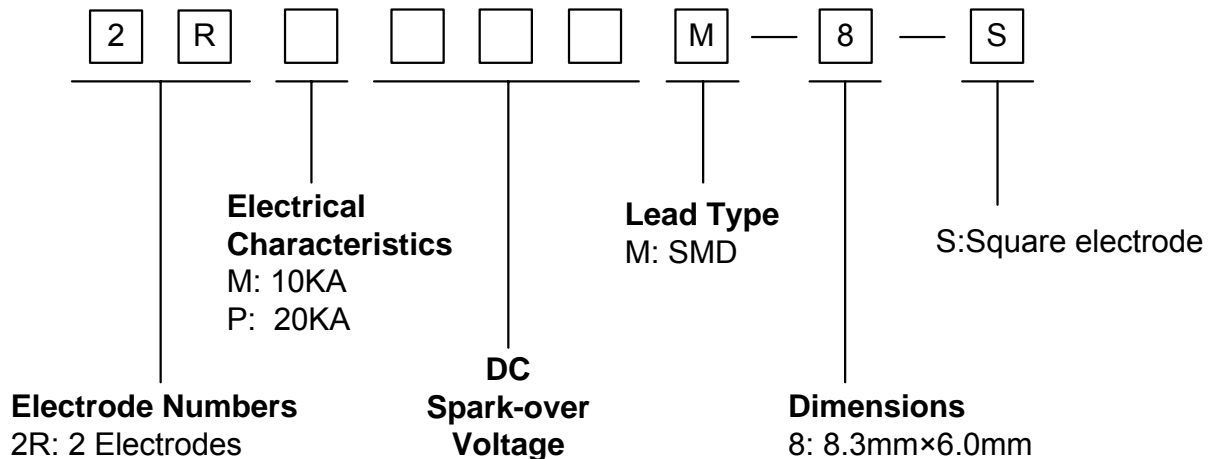 2 R M — 8 — S
Electrical
Characteristics
M: 10KA
P: 20KA
Lead Type
M: SMD
S:Square electrode
Electrode Numbers
2R: 2 Electrodes
DC
Spark-over
Voltage
Dimensions
8: 8.3mm×6.0mm